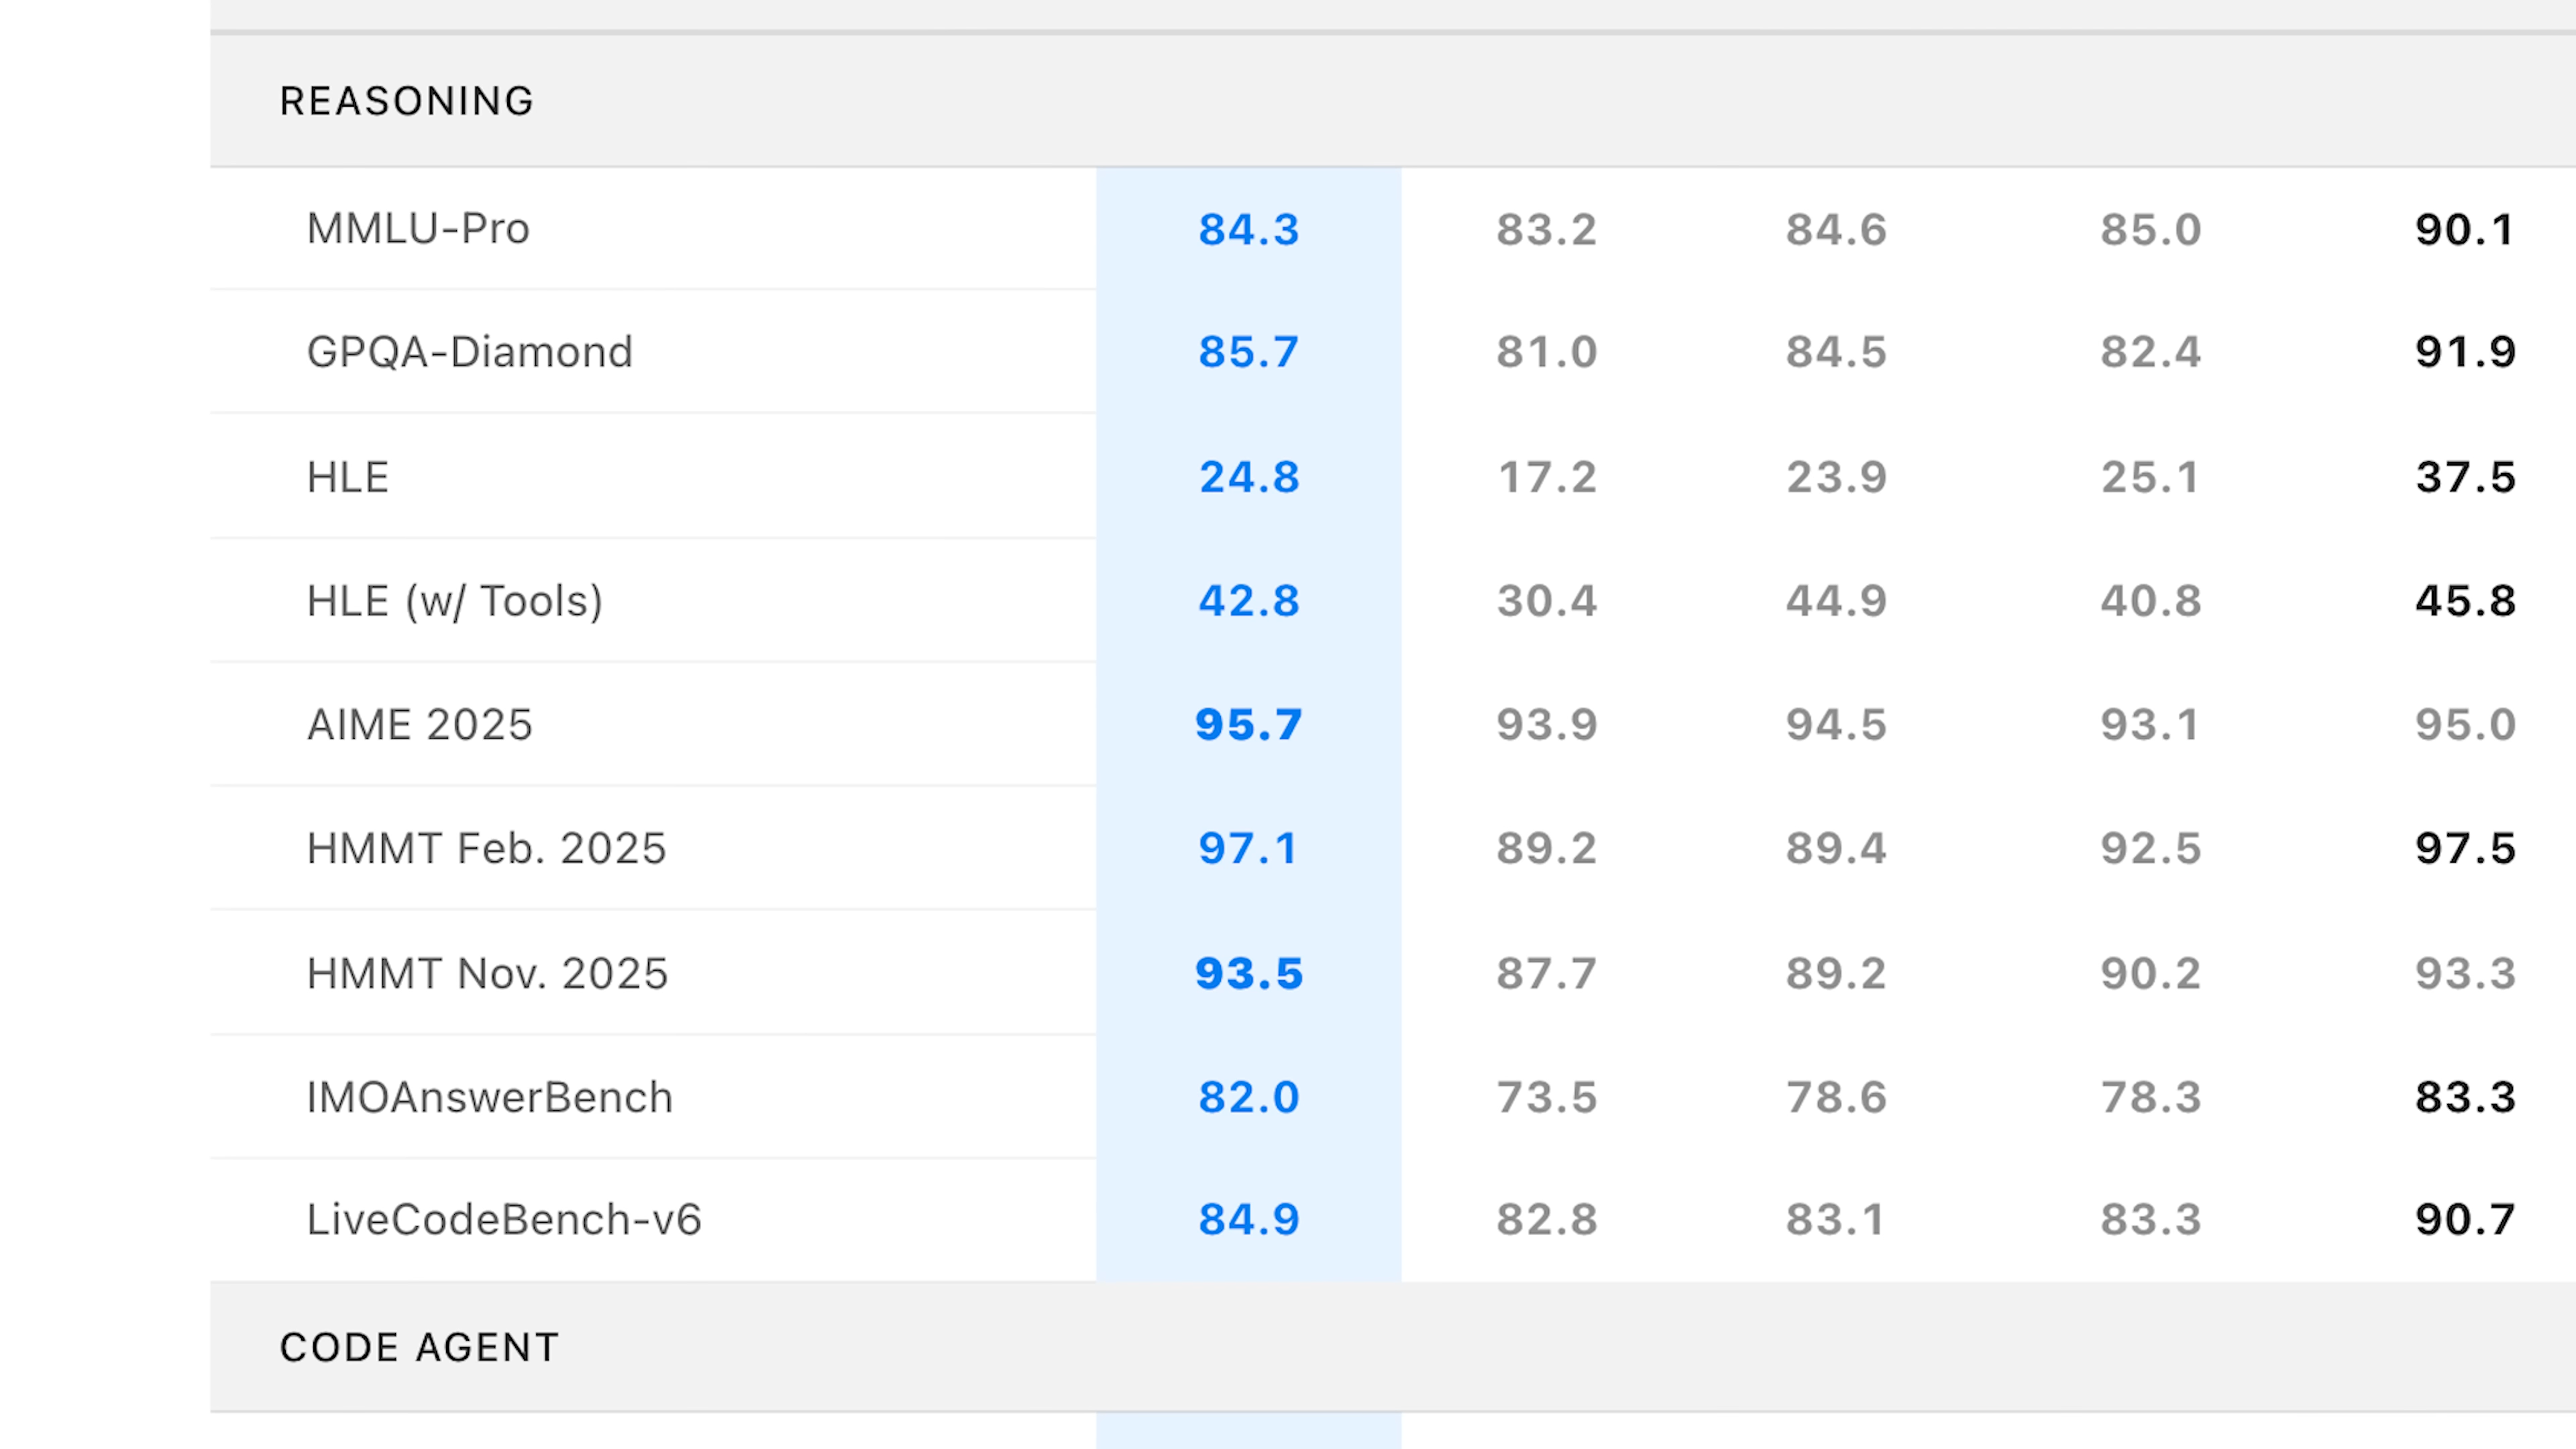 REASONING
MMLU-Pro 84.3 83.2 84.6 85.0 90.1
GPQA-Diamond 85.7 81.0 84.5 82.4 91.9
HLE 24.8 17.2 23.9 25.1 37.5
HLE (w/ Tools) 42.8 30.4 44.9 40.8 45.8
AIME 2025 95.7 93.9 94.5 93.1 95.0
HMMT Feb. 2025 97.1 89.2 89.4 92.5 97.5
HMMT Nov. 2025 93.5 87.7 89.2 90.2 93.3
IMOAnswerBench 82.0 73.5 78.6 78.3 83.3
LiveCodeBench-v6 84.9 82.8 83.1 83.3 90.7
CODE AGENT